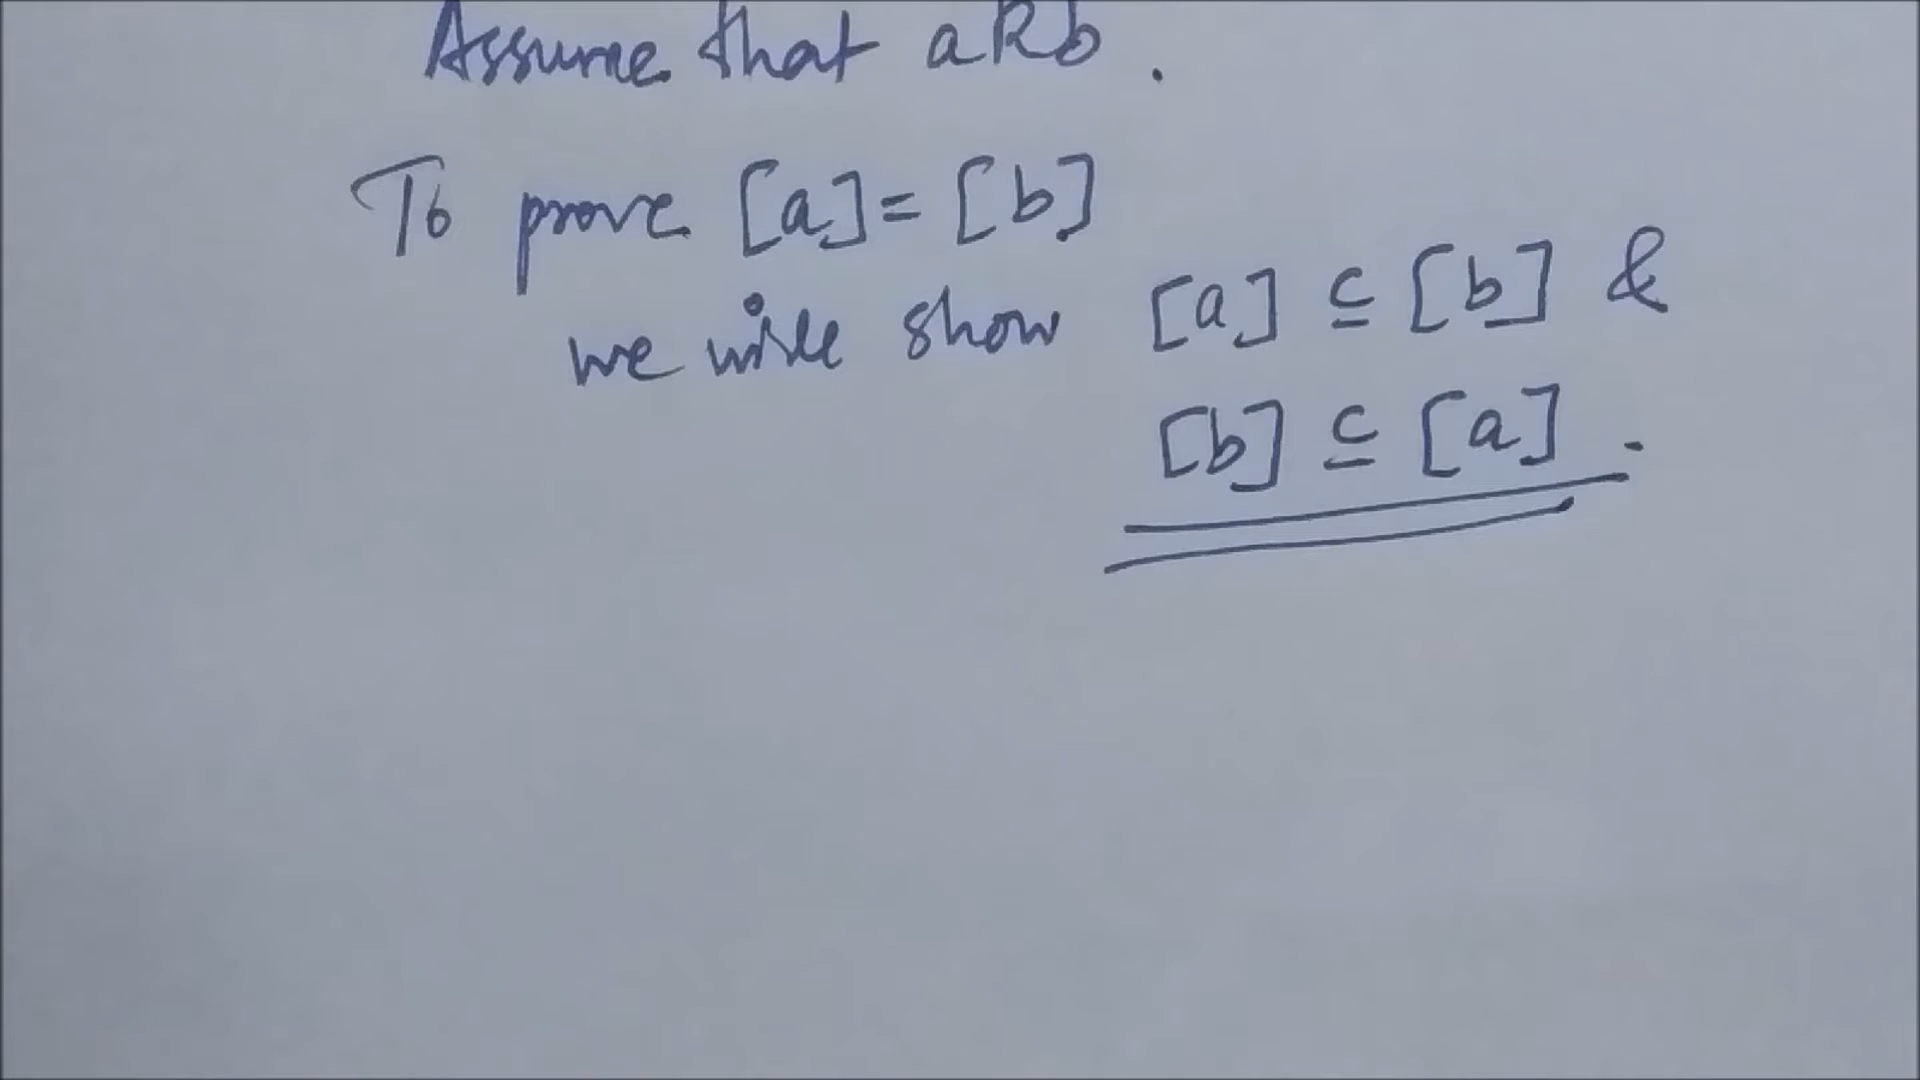 Assume that aRb.
To prove [a] = [b]
we will show [a] ⊆ [b] &
[b] ⊆ [a].